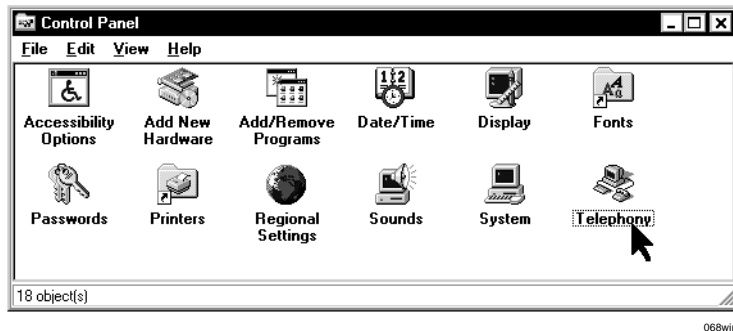 Control Panel
File Edit View Help
Accessibility Options
Add New Hardware
Add/Remove Programs
Date/Time
Display
Fonts
Passwords
Printers
Regional Settings
Sounds
System
Telephony
18 object(s)
068wi